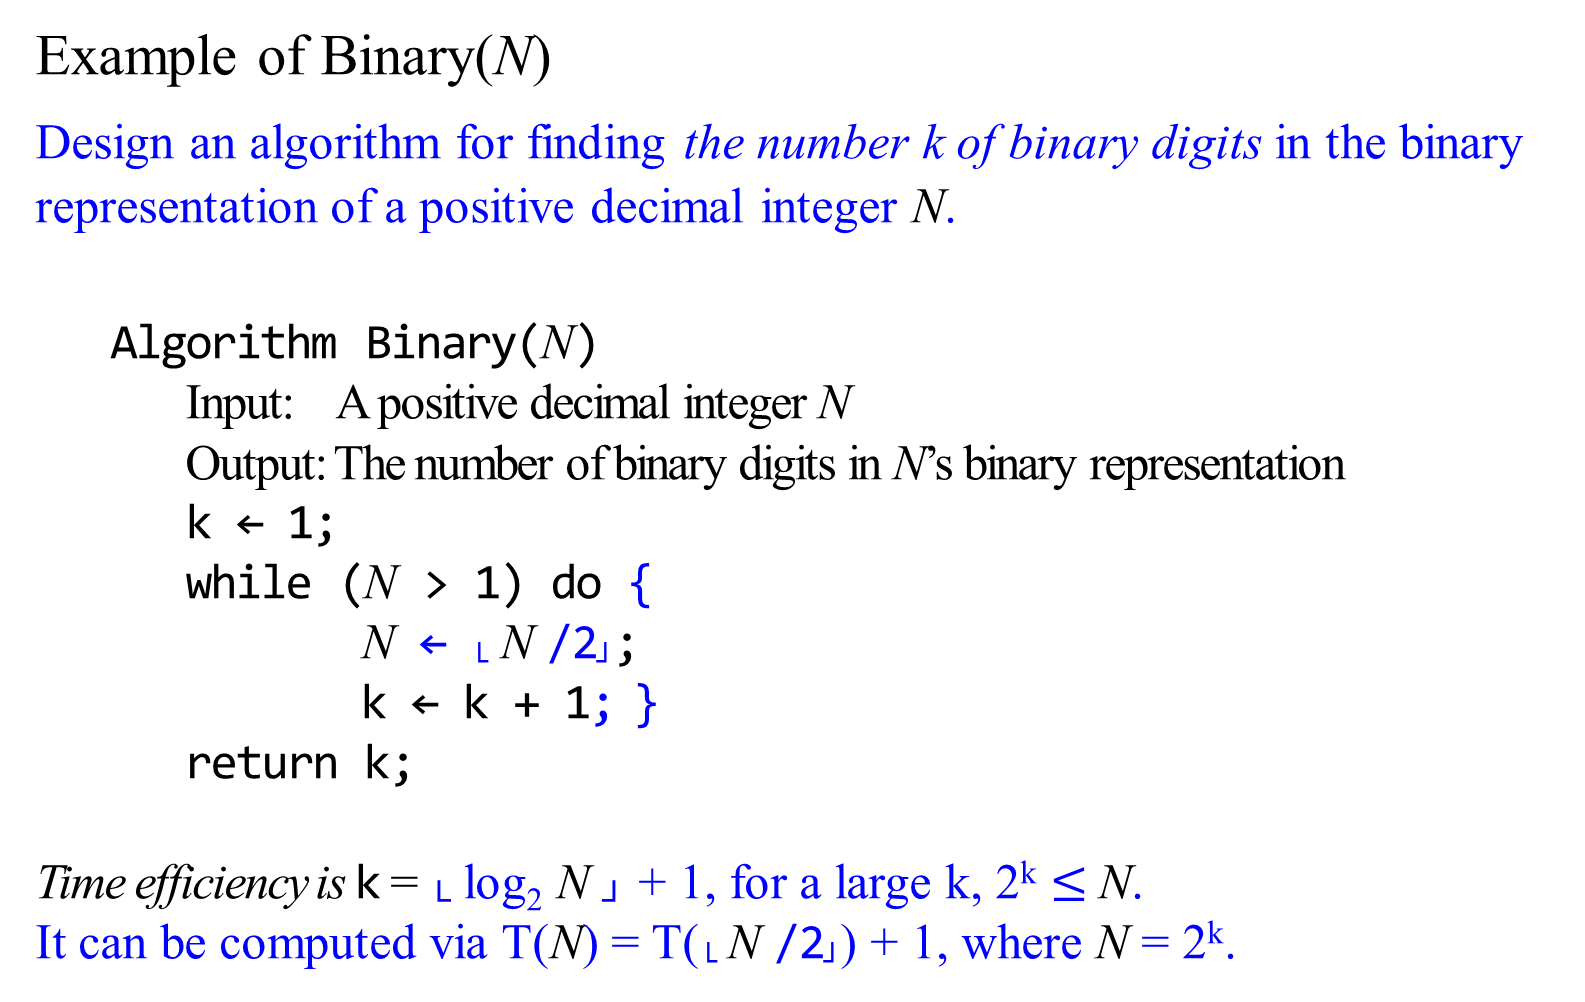 Example of Binary(N)
Design an algorithm for finding the number k of binary digits in the binary
representation of a positive decimal integer N.
Algorithm Binary(N)
Input: A positive decimal integer N
Output: The number of binary digits in N's binary representation
k ← 1;
while (N > 1) do {
N ← ⌊ N /2⌋;
k ← k + 1; }
return k;
Time efficiency is k = ⌊ log₂ N ⌋ + 1, for a large k, 2ᵏ ≤ N.
It can be computed via T(N) = T(⌊ N /2⌋) + 1, where N = 2ᵏ.